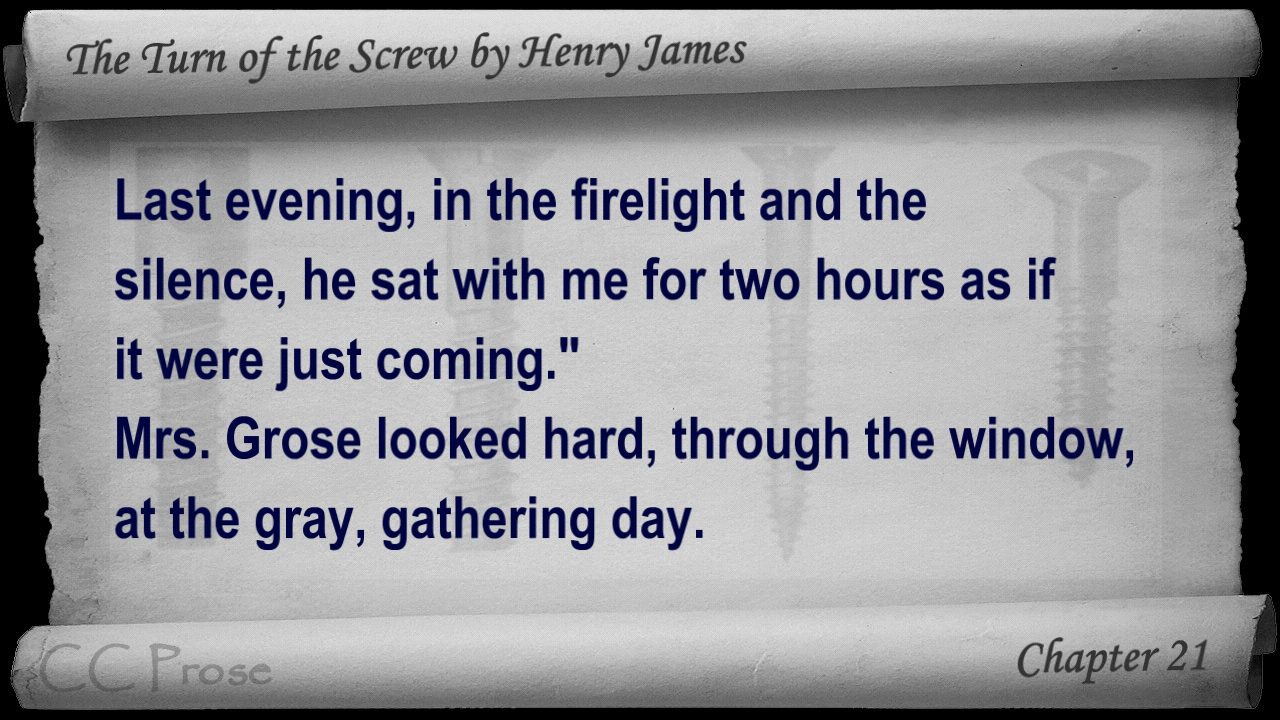 The Turn of the Screw by Henry James
Last evening, in the firelight and the
silence, he sat with me for two hours as if
it were just coming."
Mrs. Grose looked hard, through the window,
at the gray, gathering day.
CC Prose
Chapter 21